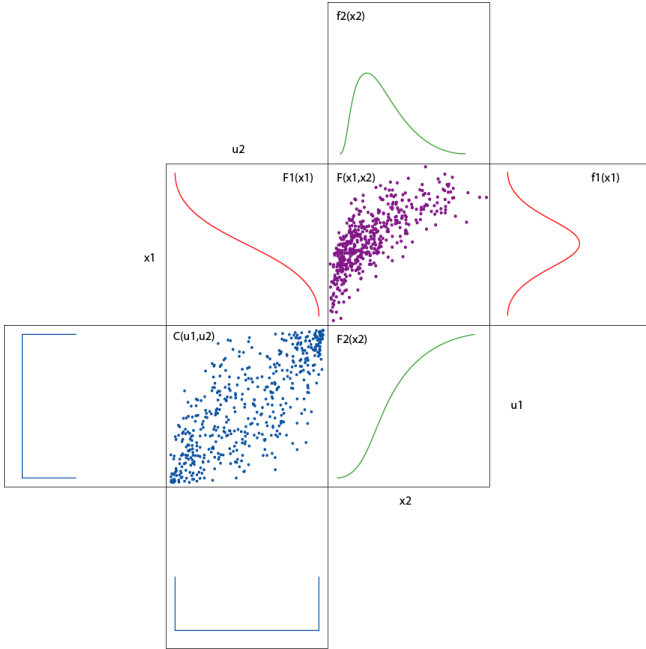 f2(x2)
u2
F1(x1)
F(x1,x2)
f1(x1)
x1
C(u1,u2)
F2(x2)
u1
x2